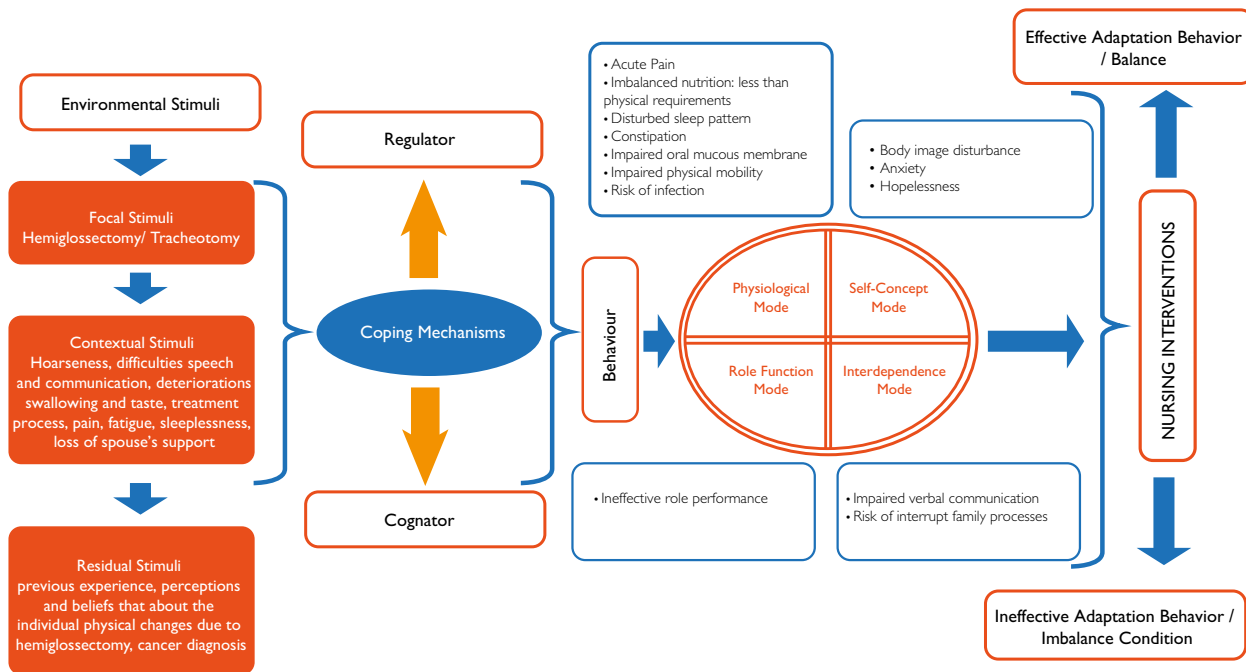 Environmental Stimuli
Focal Stimuli
Hemiglossectomy/ Tracheotomy
Contextual Stimuli
Hoarseness, difficulties speech
and communication, deteriorations
swallowing and taste, treatment
process, pain, fatigue, sleeplessness,
loss of spouse's support
Residual Stimuli
previous experience, perceptions
and beliefs that about the
individual physical changes due to
hemiglossectomy, cancer diagnosis
Regulator
Coping Mechanisms
Cognator
Behaviour
• Acute Pain
• Imbalanced nutrition: less than
physical requirements
• Disturbed sleep pattern
• Constipation
• Impaired oral mucous membrane
• Impaired physical mobility
• Risk of infection
• Body image disturbance
• Anxiety
• Hopelessness
Physiological
Mode
Self-Concept
Mode
Role Function
Mode
Interdependence
Mode
• Ineffective role performance
• Impaired verbal communication
• Risk of interrupt family processes
Effective Adaptation Behavior
/ Balance
NURSING INTERVENTIONS
Ineffective Adaptation Behavior /
Imbalance Condition